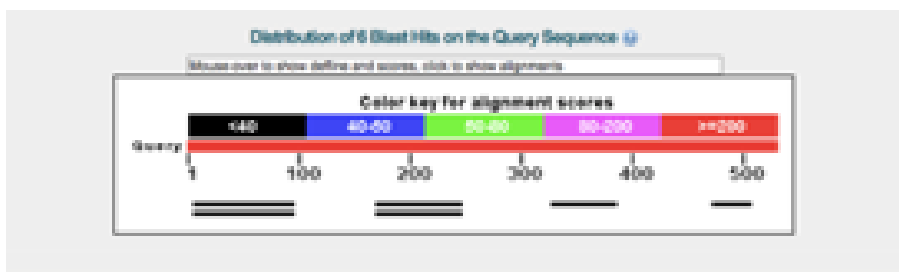 Distribution of 6 Blast Hits on the Query Sequence
Mouse over to show defline and scores, click to show alignments
Color key for alignment scores
<40 40-50 50-80 80-200 >=200
Query
1 100 200 300 400 500